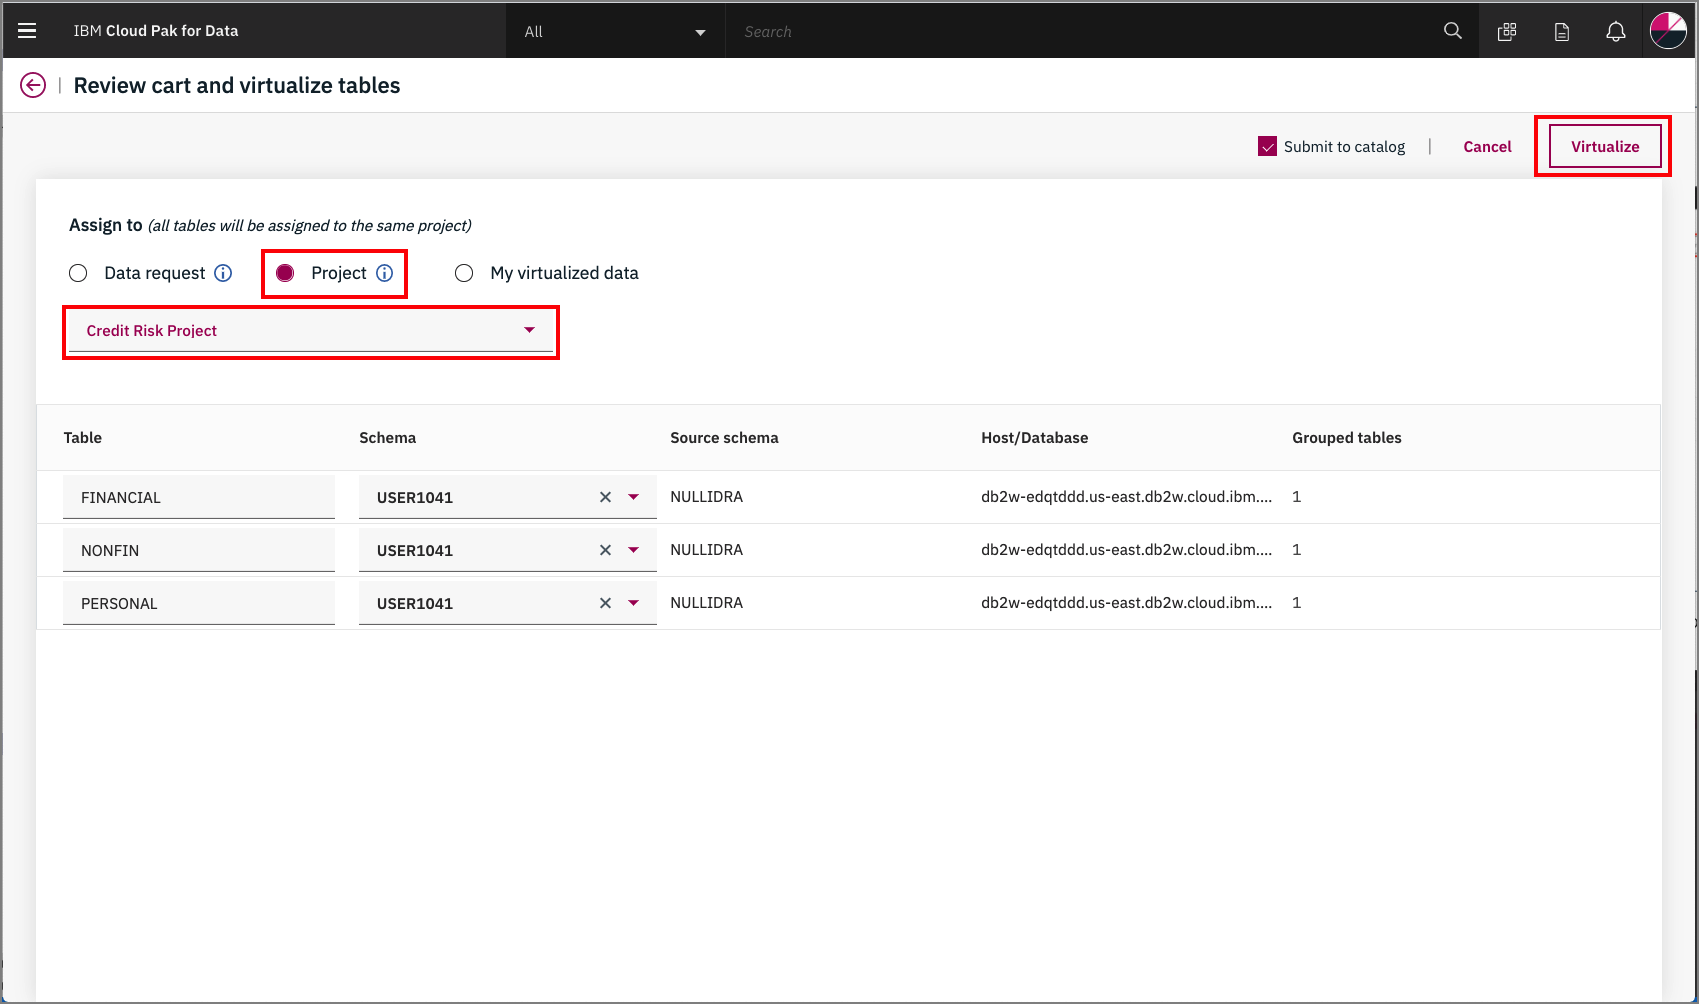 IBM Cloud Pak for Data
All
Search
Review cart and virtualize tables
Submit to catalog | Cancel Virtualize
Assign to (all tables will be assigned to the same project)
Data request Project My virtualized data
Credit Risk Project
Table Schema Source schema Host/Database Grouped tables
FINANCIAL USER1041 NULLIDRA db2w-edqtddd.us-east.db2w.cloud.ibm.... 1
NONFIN USER1041 NULLIDRA db2w-edqtddd.us-east.db2w.cloud.ibm.... 1
PERSONAL USER1041 NULLIDRA db2w-edqtddd.us-east.db2w.cloud.ibm.... 1